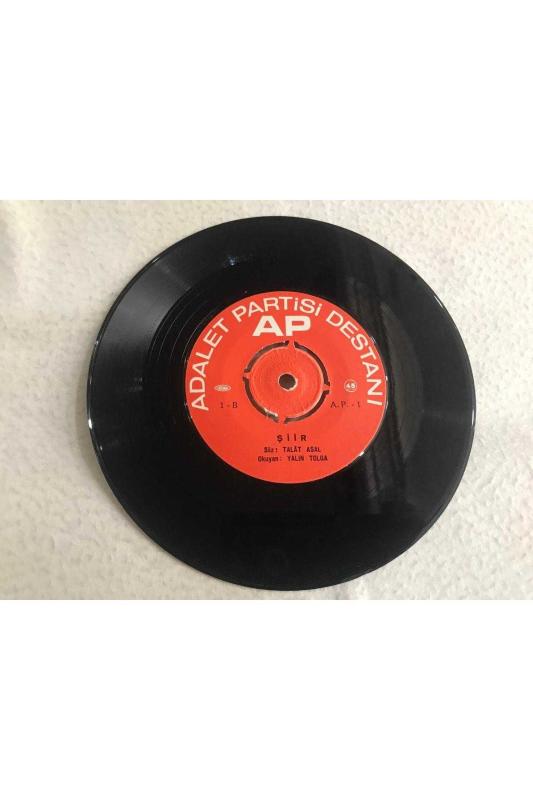 ADALET PARTiSi DESTANI
AP
45
1-B
A.P.-1
ŞİİR
Söz: TALÂT ASAL
Okuyan: YALIN TOLGA